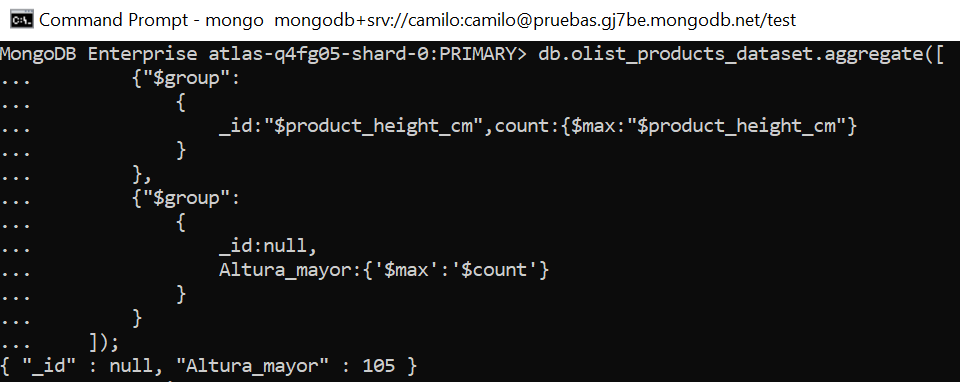 Command Prompt - mongo mongodb+srv://camilo:camilo@pruebas.gj7be.mongodb.net/test
MongoDB Enterprise atlas-q4fg05-shard-0:PRIMARY> db.olist_products_dataset.aggregate([
... {"$group":
... {
... _id:"$product_height_cm",count:{$max:"$product_height_cm"}
... }
... },
... {"$group":
... {
... _id:null,
... Altura_mayor:{'$max':'$count'}
... }
... }
... ]);
{ "_id" : null, "Altura_mayor" : 105 }